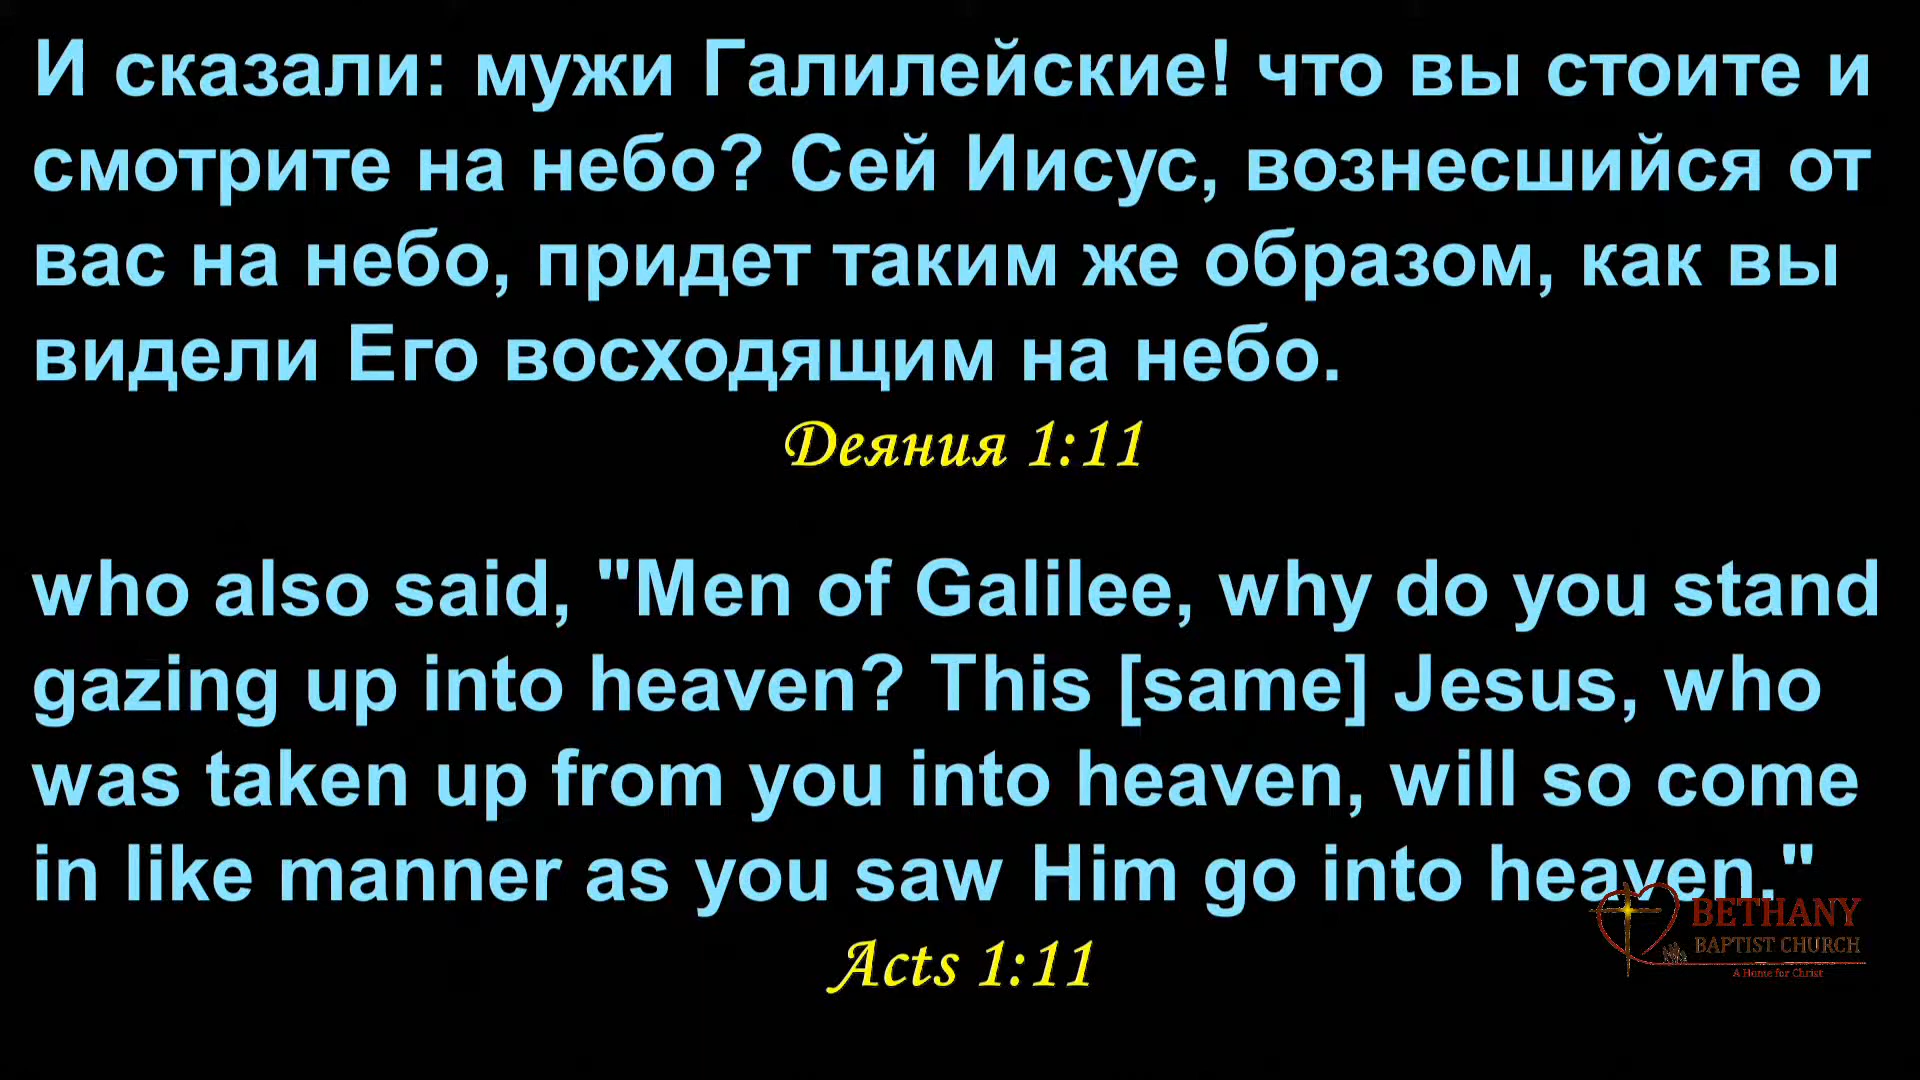 И сказали: мужи Галилейские! что вы стоите и
смотрите на небо? Сей Иисус, вознесшийся от
вас на небо, придет таким же образом, как вы
видели Его восходящим на небо.
Деяния 1:11
who also said, "Men of Galilee, why do you stand
gazing up into heaven? This [same] Jesus, who
was taken up from you into heaven, will so come
in like manner as you saw Him go into heaven."
Acts 1:11
BETHANY
BAPTIST CHURCH
A Home for Christ